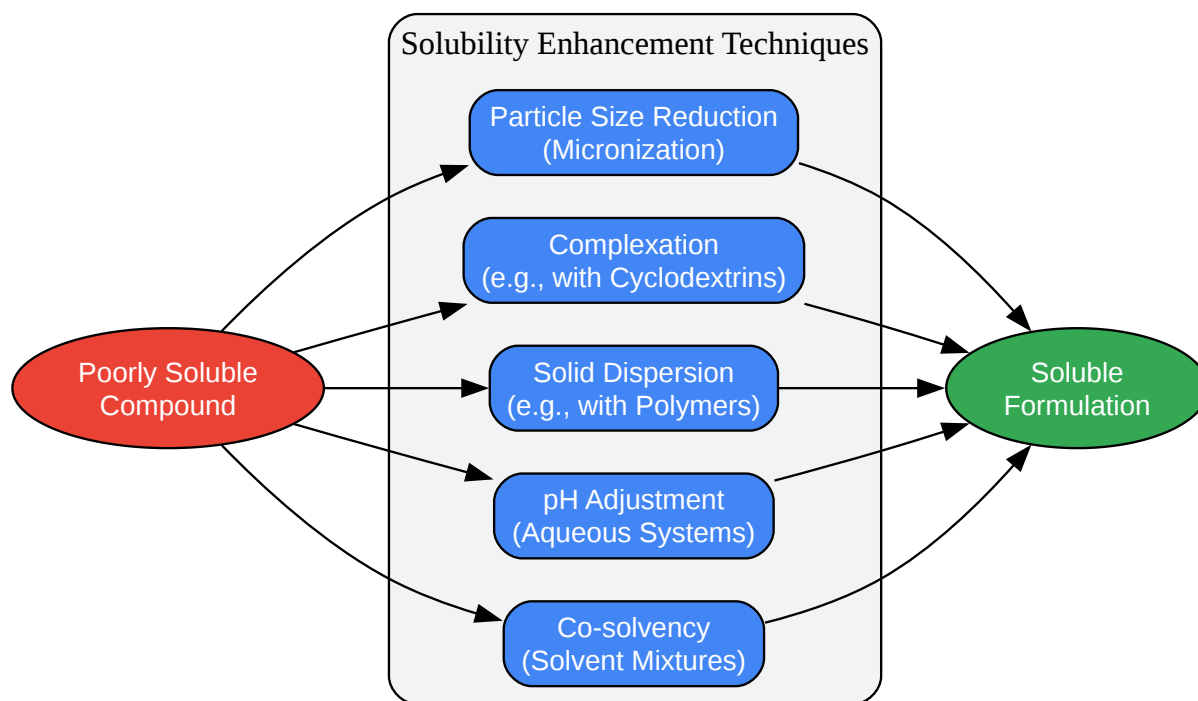 Solubility Enhancement Techniques
Particle Size Reduction
(Micronization)
Complexation
(e.g., with Cyclodextrins)
Poorly Soluble
Compound
Solid Dispersion
(e.g., with Polymers)
Soluble
Formulation
pH Adjustment
(Aqueous Systems)
Co-solvency
(Solvent Mixtures)